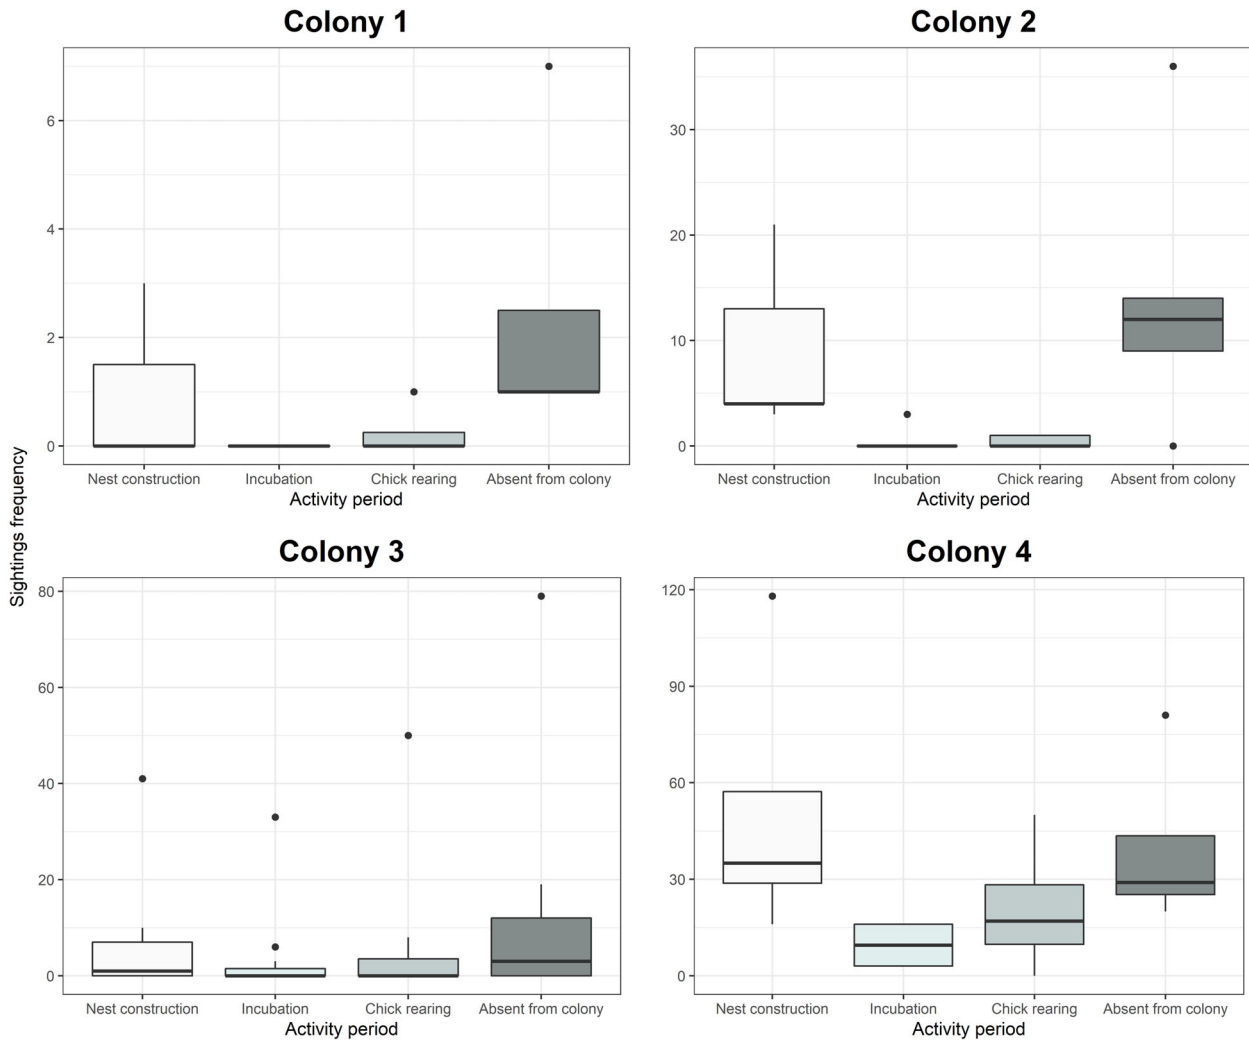 Colony 1
Colony 2
Sightings frequency
6
4
2
0
Nest construction Incubation Chick rearing Absent from colony
Activity period
30
20
10
0
Nest construction Incubation Chick rearing Absent from colony
Activity period
Colony 3
Colony 4
80
60
40
20
0
Nest construction Incubation Chick rearing Absent from colony
Activity period
120
90
60
30
0
Nest construction Incubation Chick rearing Absent from colony
Activity period